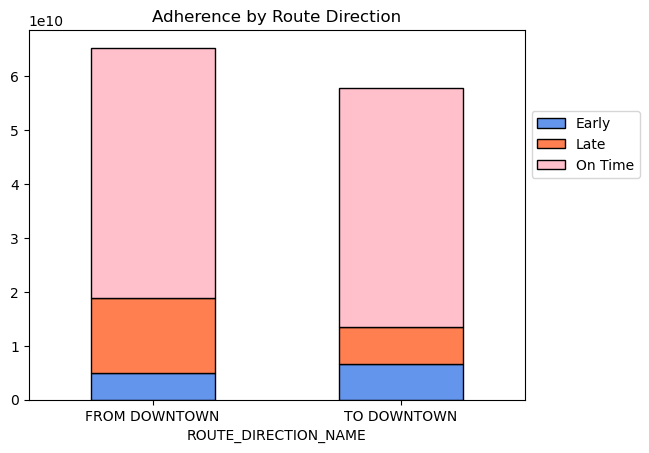 Adherence by Route Direction
1e10
6
5
4
3
2
1
0
Early
Late
On Time
FROM DOWNTOWN
TO DOWNTOWN
ROUTE_DIRECTION_NAME